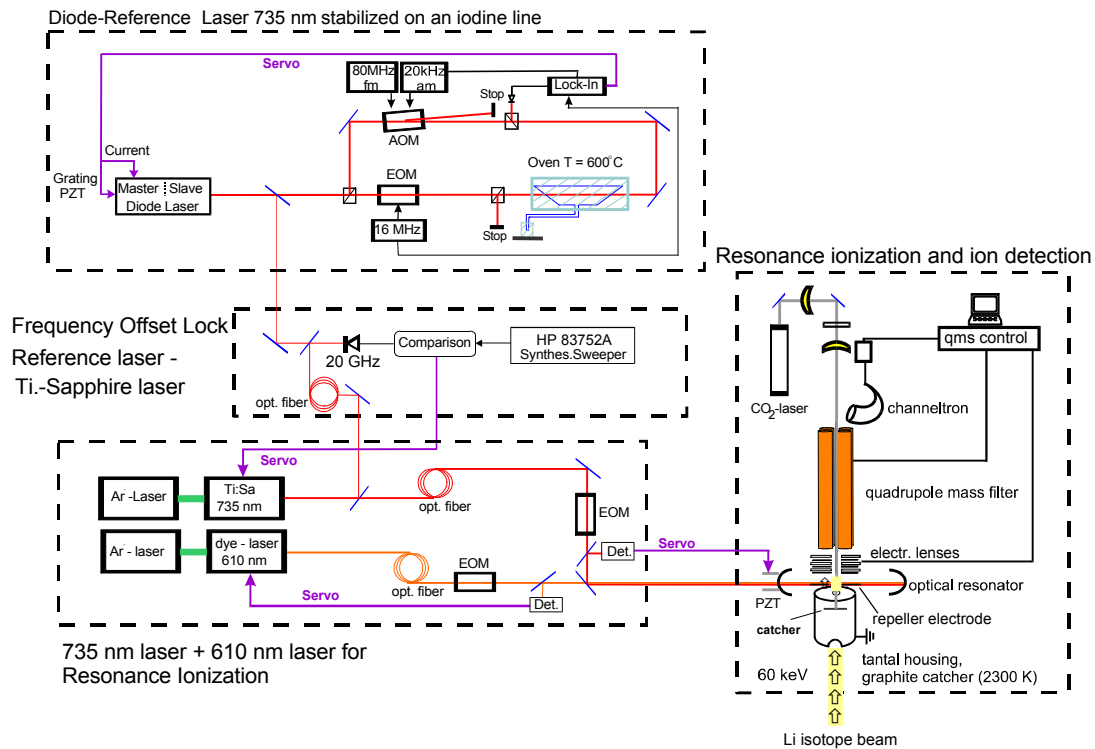 Diode-Reference Laser 735 nm stabilized on an iodine line
Servo
80MHz
fm
20kHz
am
Lock-In
Stop
AOM
Current
Grating
PZT
Master Slave
Diode Laser
EOM
16 MHz
Stop
Oven T = 600°C
Frequency Offset Lock
Reference laser -
Ti.-Sapphire laser
20 GHz
Comparison
HP 83752A
Synthes.Sweeper
opt. fiber
Servo
Ar -Laser
Ti:Sa
735 nm
opt. fiber
EOM
Ar - laser
dye - laser
610 nm
opt. fiber
EOM
Det.
Servo
Det.
Servo
735 nm laser + 610 nm laser for
Resonance Ionization
Resonance ionization and ion detection
qms control
CO2-laser
channeltron
quadrupole mass filter
electr. lenses
optical resonator
PZT
repeller electrode
catcher
60 keV
tantal housing,
graphite catcher (2300 K)
Li isotope beam